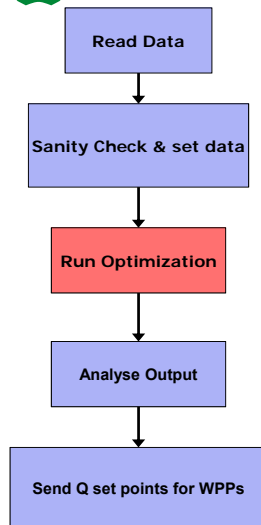 Read Data
Sanity Check & set data
Run Optimization
Analyse Output
Send Q set points for WPPs